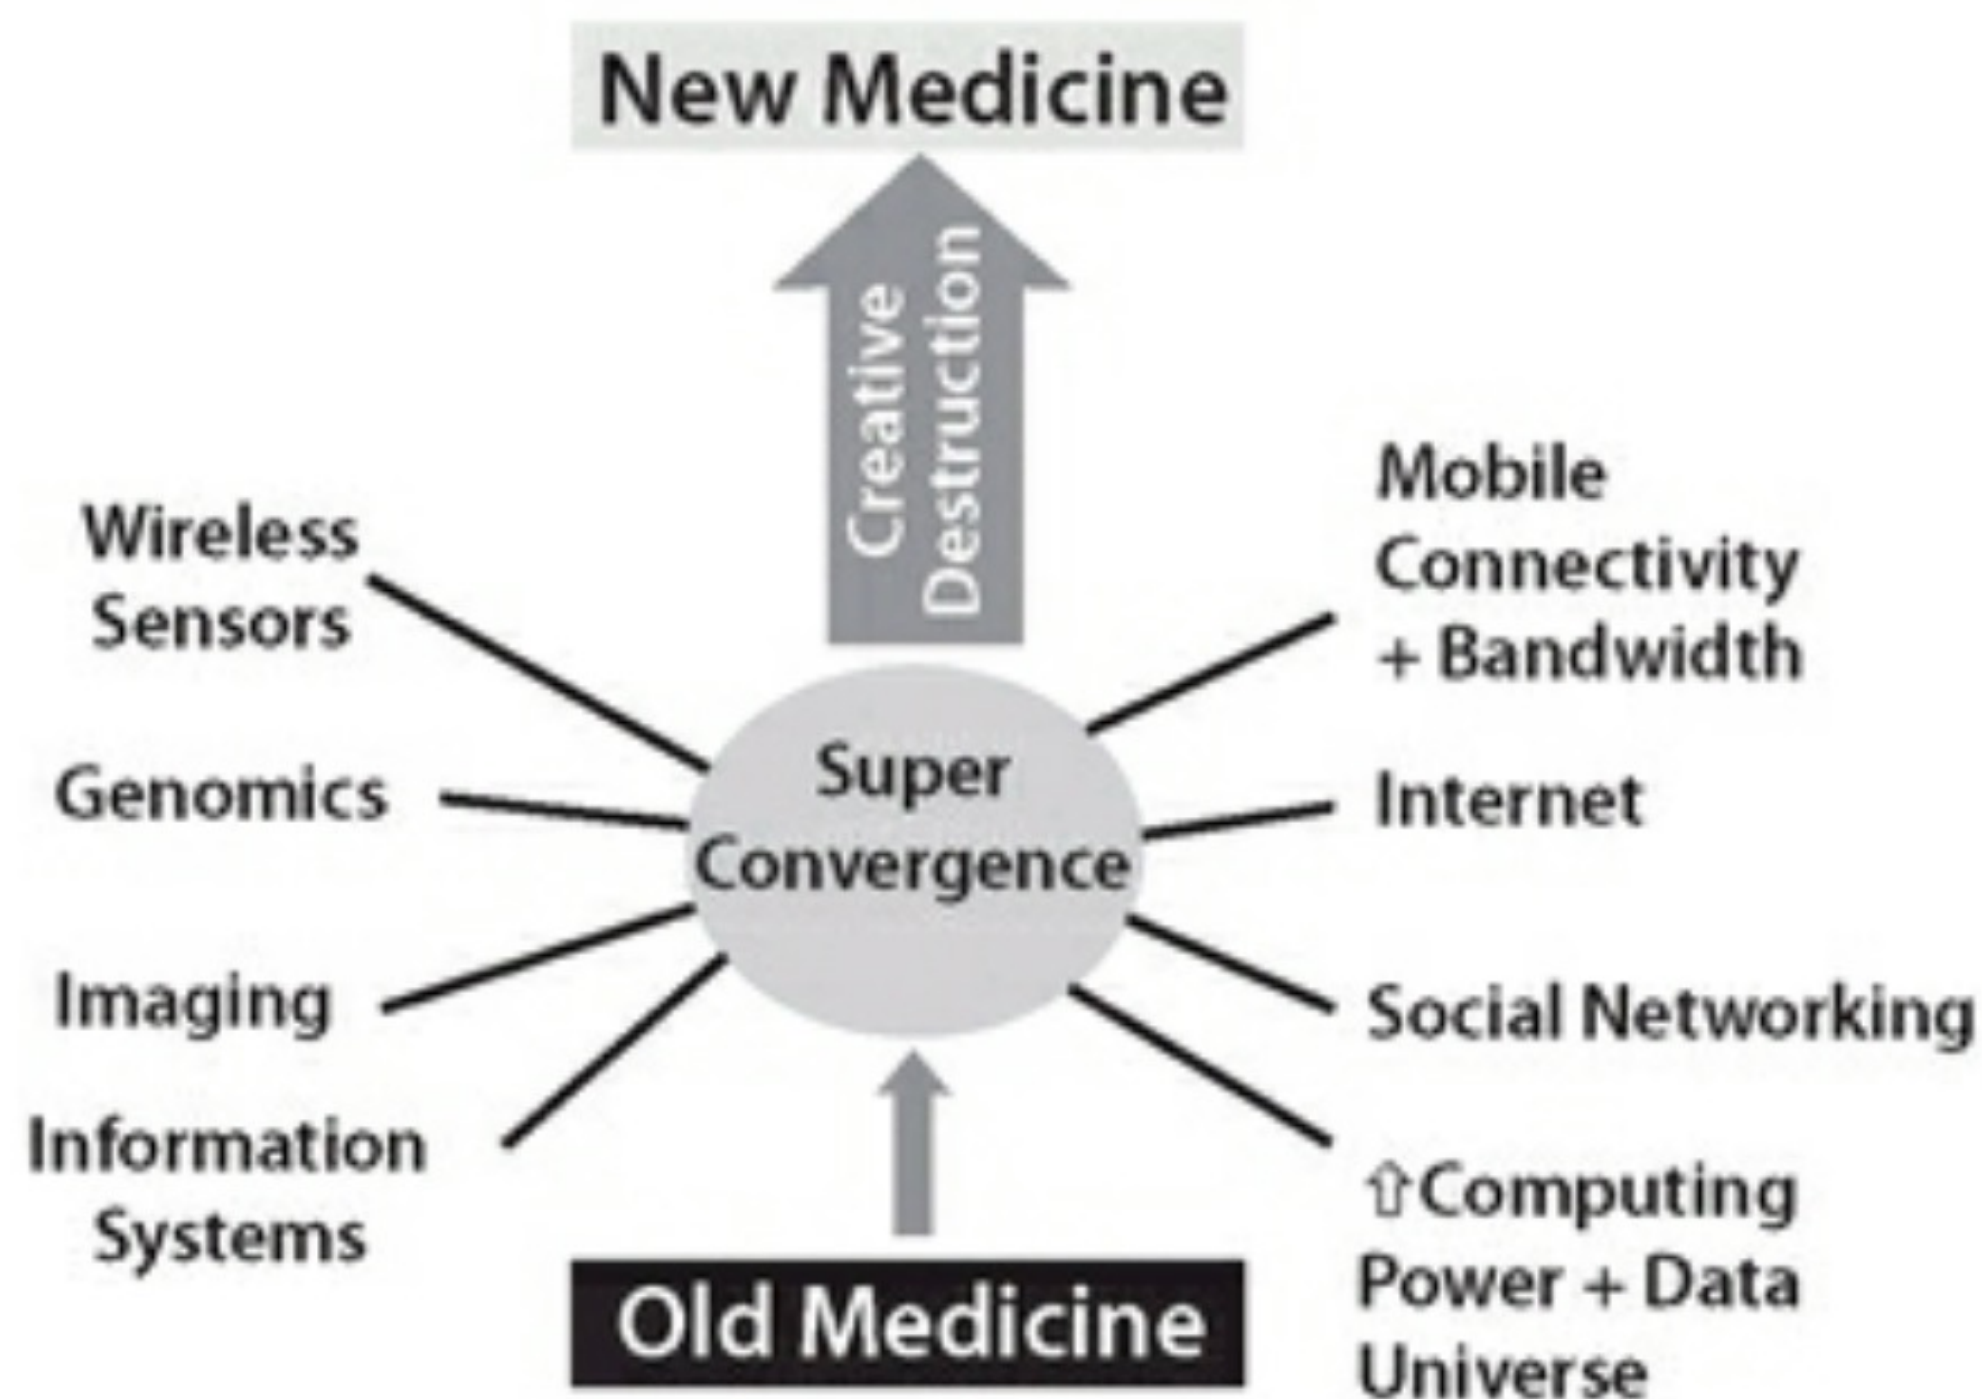 New Medicine
Creative
Destruction
Wireless
Sensors
Genomics
Imaging
Information
Systems
Super
Convergence
Mobile
Connectivity
+ Bandwidth
Internet
Social Networking
⇧Computing
Power + Data
Universe
Old Medicine